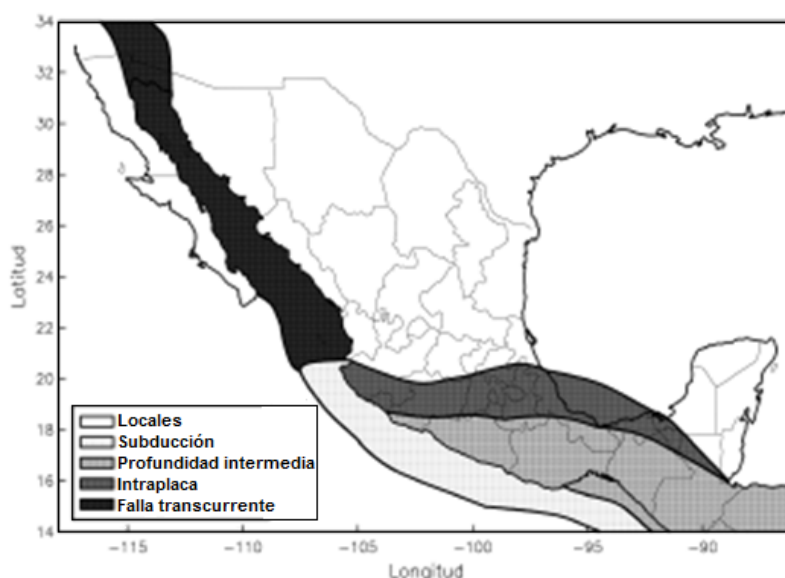 34
32
30
28
26
24
22
20
18
16
14
Latitud
Locales
Subducción
Profundidad intermedia
Intraplaca
Falla transcurrente
−115
−110
−105
−100
−95
−90
Longitud